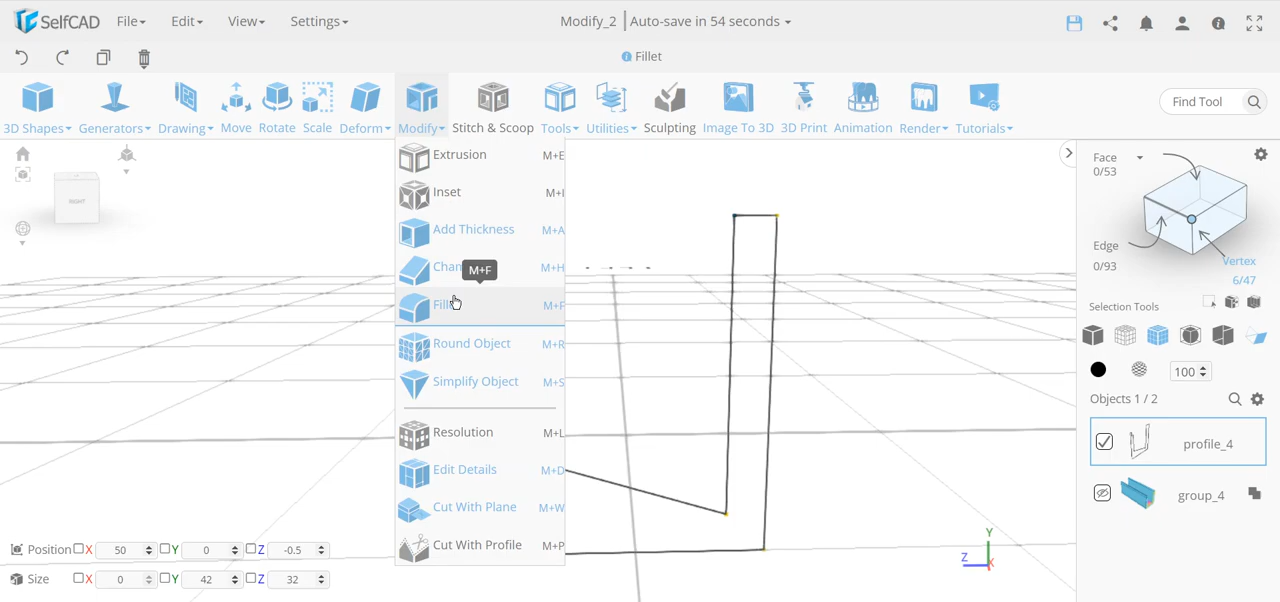 SelfCAD File Edit View Settings Modify_2 Auto-save in 54 seconds
Fillet
3D Shapes Generators Drawing Move Rotate Scale Deform Modify Stitch & Scoop Tools Utilities Sculpting Image To 3D 3D Print Animation Render Tutorials Find Tool
Extrusion M+E
Inset M+I
Add Thickness M+A
Cham M+H
M+F
Fill M+F
Round Object M+R
Simplify Object M+S
Resolution M+L
Edit Details M+D
Cut With Plane M+W
Cut With Profile M+P
RIGHT
Face
0/53
Edge
0/93
Vertex
6/47
Selection Tools
100
Objects 1 / 2
profile_4
group_4
Y
Z X
Position X 50 Y 0 Z -0.5
Size X 0 Y 42 Z 32